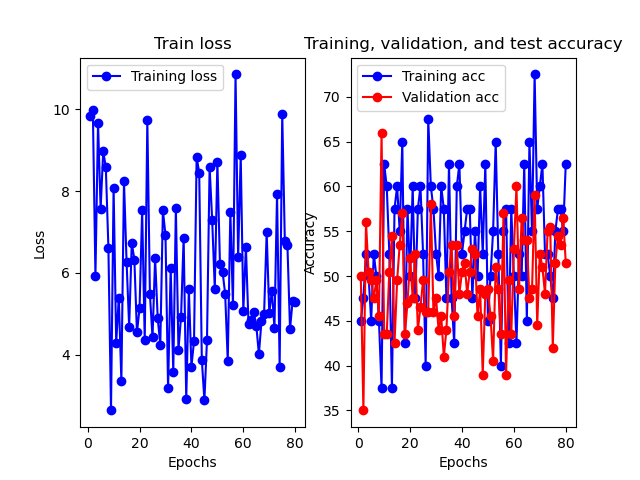 Train loss
Training loss
Loss
10
8
6
4
0
20
40
60
80
Epochs
Training, validation, and test accuracy
Training acc
Validation acc
Accuracy
70
65
60
55
50
45
40
35
0
20
40
60
80
Epochs